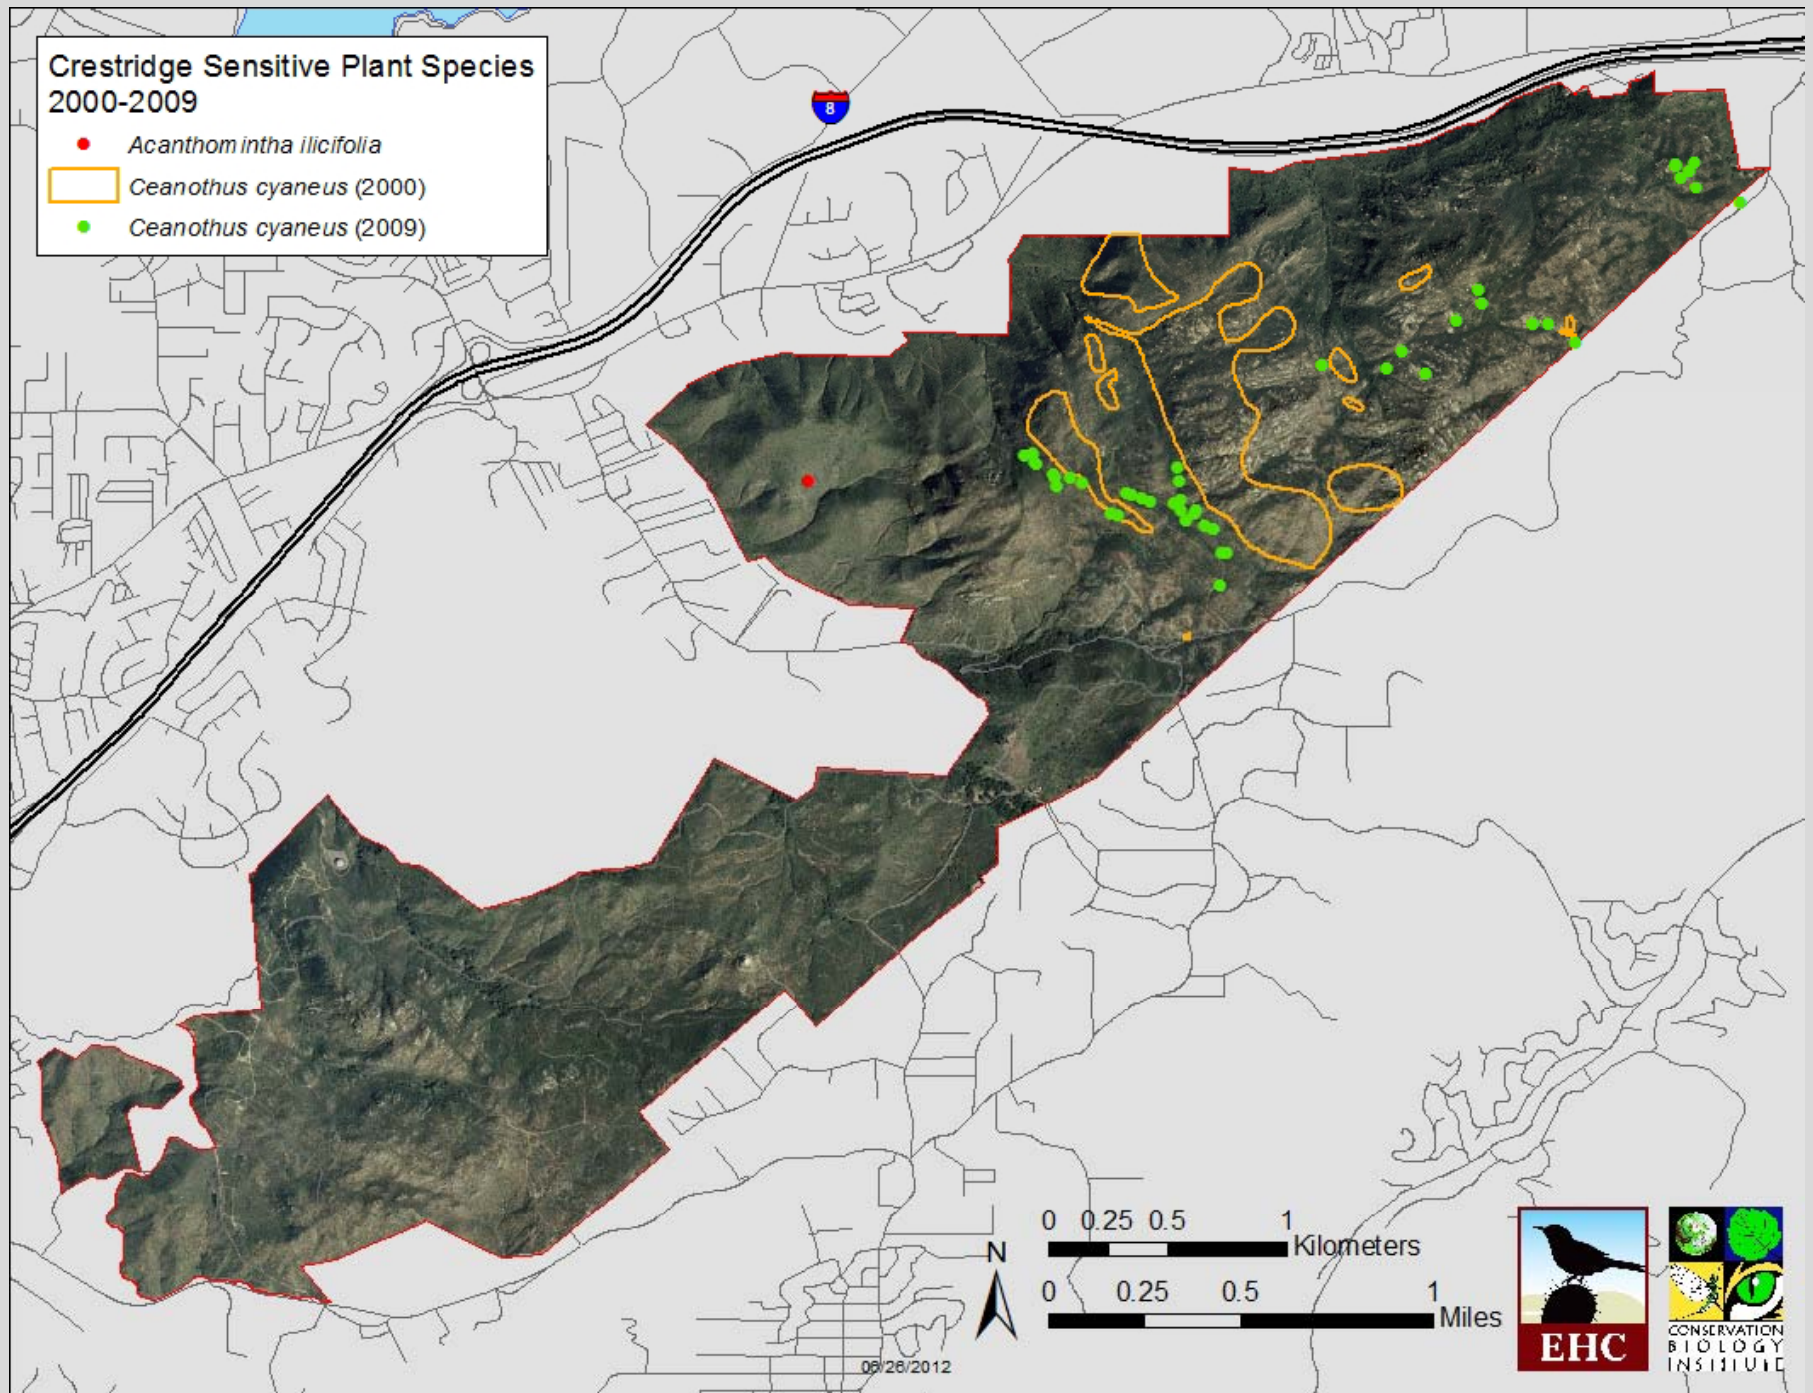 Crestridge Sensitive Plant Species
2000-2009
Acanthomintha ilicifolia
Ceanothus cyaneus (2000)
Ceanothus cyaneus (2009)
8
N
0 0.25 0.5 1
Kilometers
0 0.25 0.5 1
Miles
06/26/2012
EHC
CONSERVATION
BIOLOGY
INSTITUTE